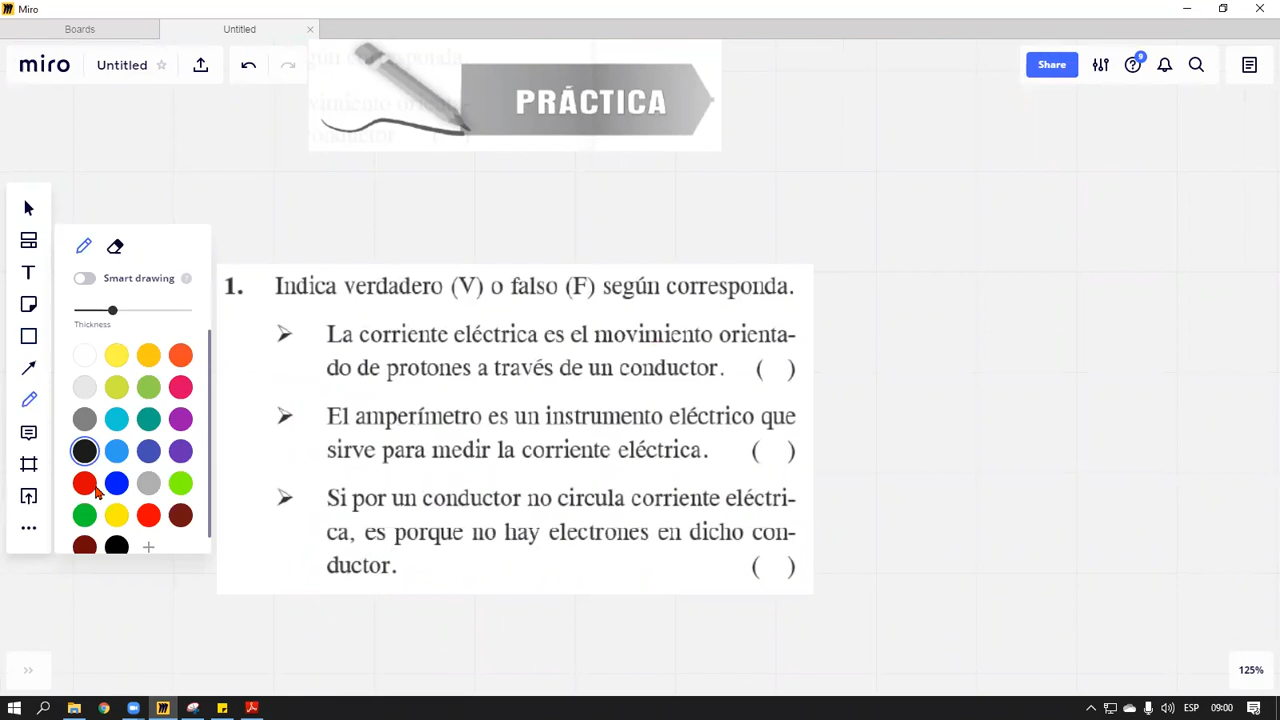 Miro
Boards
Untitled
miro
Untitled
Share
9
PRÁCTICA
Smart drawing
?
Thickness
1. Indica verdadero (V) o falso (F) según corresponda.
La corriente eléctrica es el movimiento orienta-
do de protones a través de un conductor. ( )
El amperímetro es un instrumento eléctrico que
sirve para medir la corriente eléctrica. ( )
Si por un conductor no circula corriente eléctri-
ca, es porque no hay electrones en dicho con-
ductor. ( )
125%
ESP
09:00